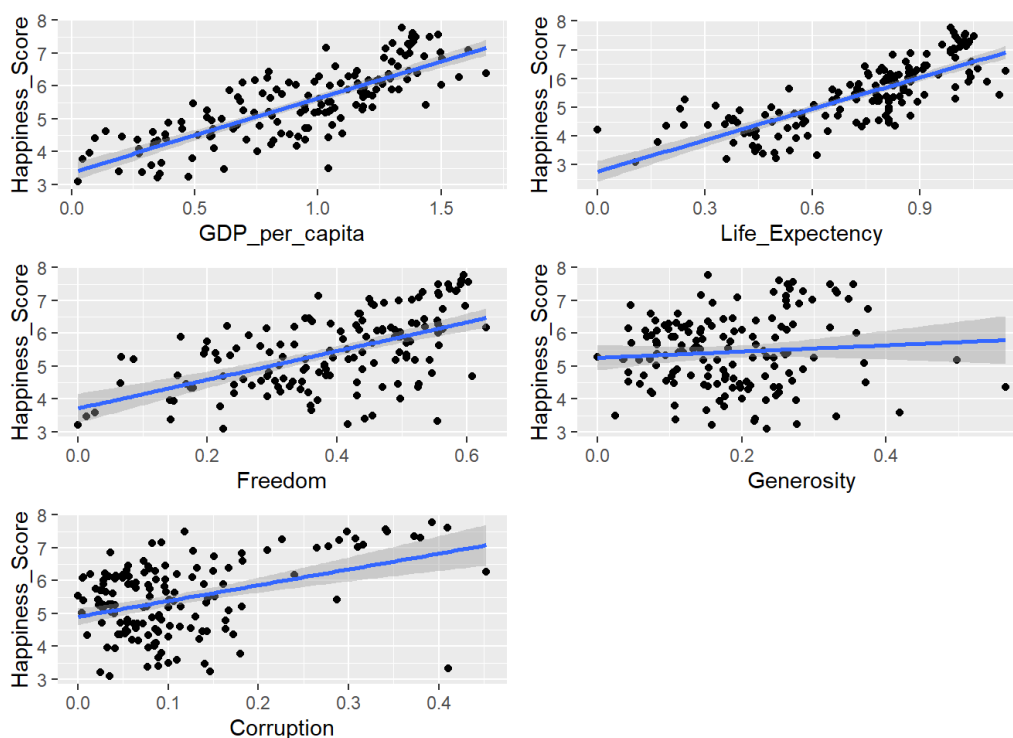 Happiness_Score
8
7
6
5
4
3
0.0 0.5 1.0 1.5
GDP_per_capita
Happiness_Score
8
7
6
5
4
3
0.0 0.3 0.6 0.9
Life_Expectency
Happiness_Score
8
7
6
5
4
3
0.0 0.2 0.4 0.6
Freedom
Happiness_Score
8
7
6
5
4
3
0.0 0.2 0.4
Generosity
Happiness_Score
8
7
6
5
4
3
0.0 0.1 0.2 0.3 0.4
Corruption